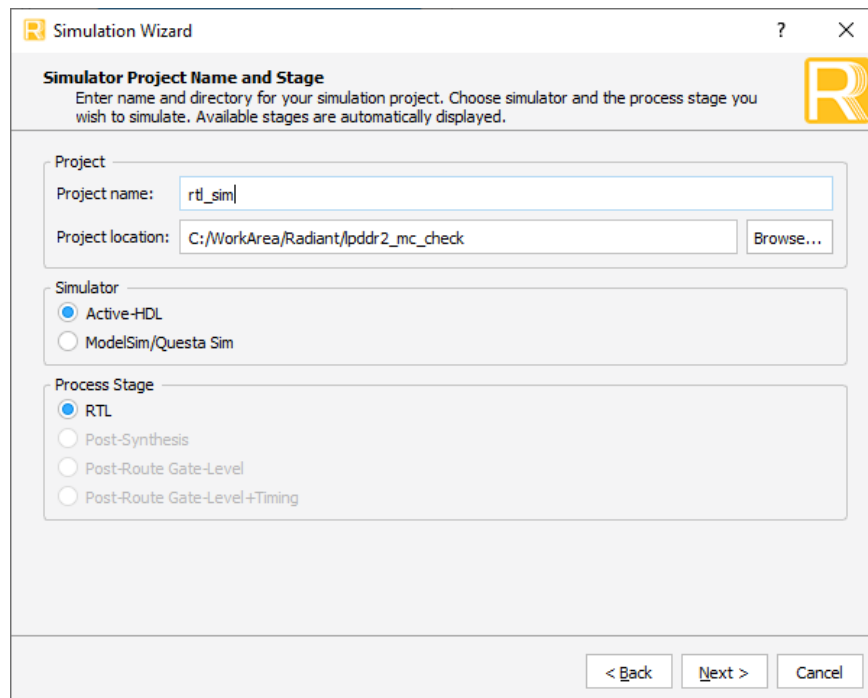 Simulation Wizard
?
Simulator Project Name and Stage
Enter name and directory for your simulation project. Choose simulator and the process stage you
wish to simulate. Available stages are automatically displayed.
Project
Project name: rtl_sim
Project location: C:/WorkArea/Radiant/lpddr2_mc_check Browse...
Simulator
Active-HDL
ModelSim/Questa Sim
Process Stage
RTL
Post-Synthesis
Post-Route Gate-Level
Post-Route Gate-Level+Timing
< Back Next > Cancel